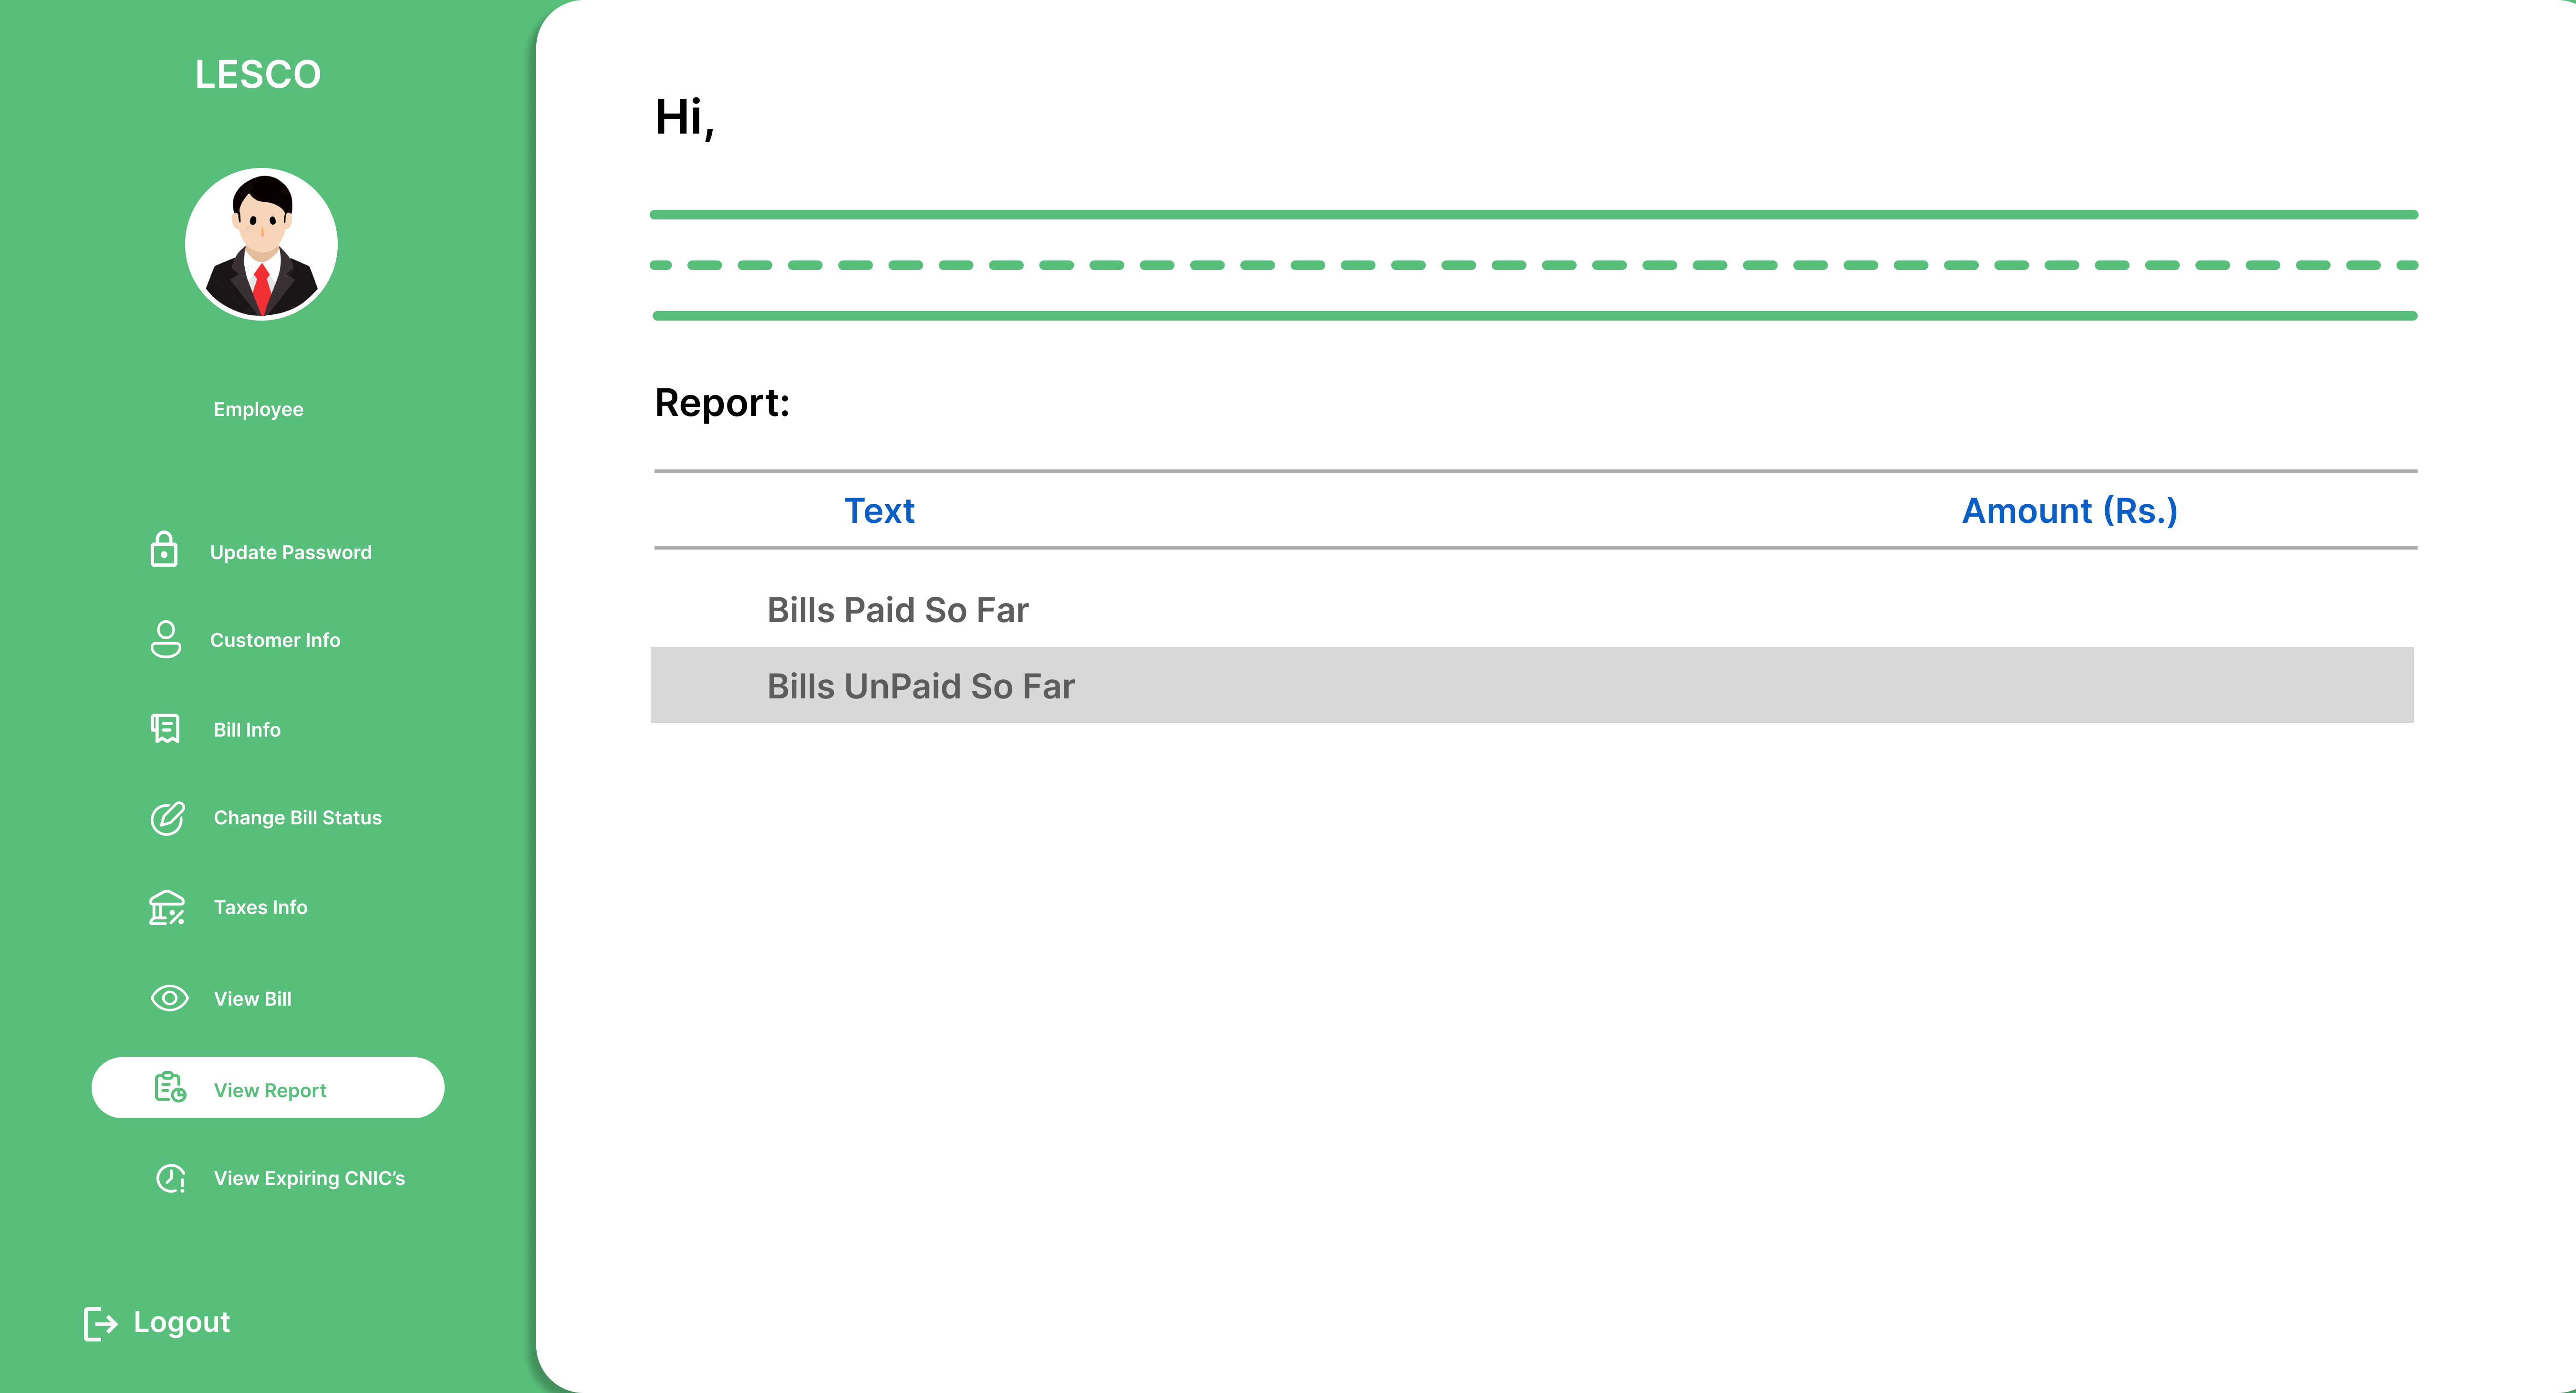 LESCO
Employee
Update Password
Customer Info
Bill Info
Change Bill Status
Taxes Info
View Bill
View Report
View Expiring CNIC’s
Logout
Hi,
Report:
Text Amount (Rs.)
Bills Paid So Far
Bills UnPaid So Far